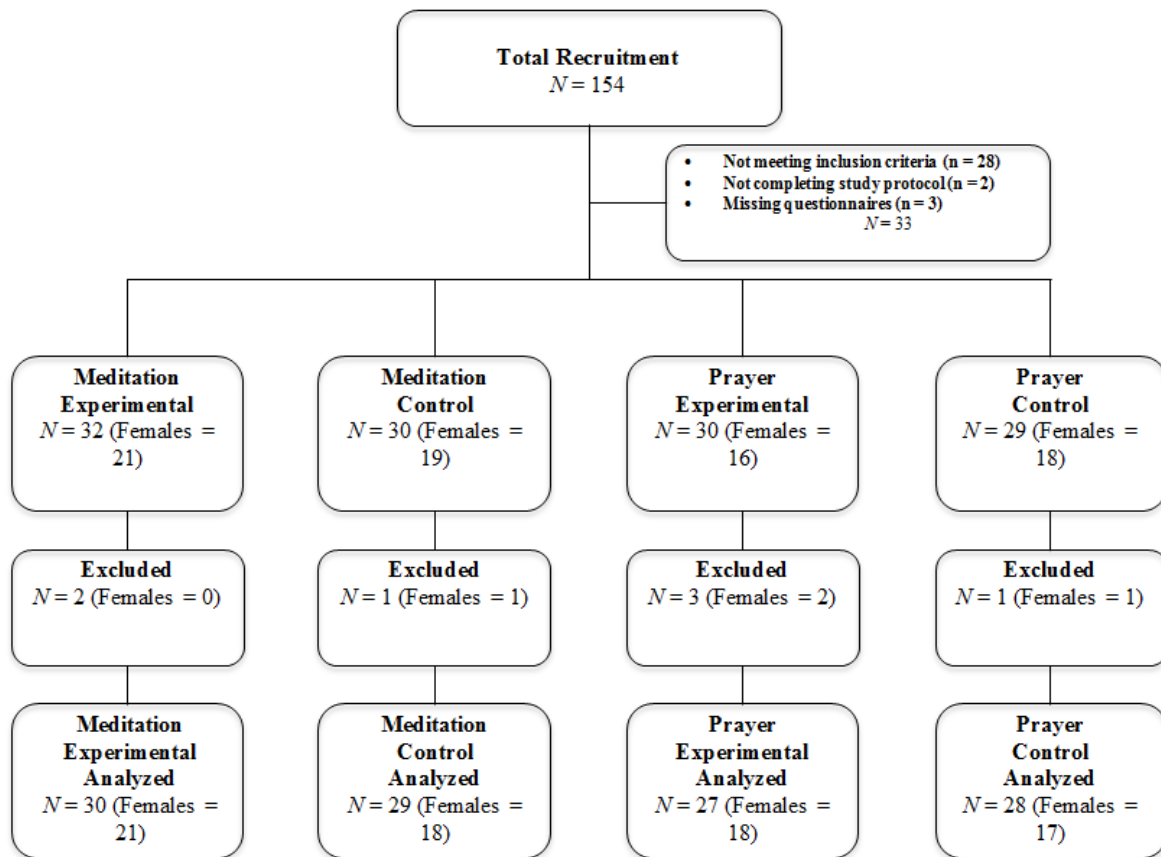 Total Recruitment
N = 154
• Not meeting inclusion criteria (n = 28)
• Not completing study protocol (n = 2)
• Missing questionnaires (n = 3)
N = 33
Meditation
Experimental
N = 32 (Females =
21)
Meditation
Control
N = 30 (Females =
19)
Prayer
Experimental
N = 30 (Females =
16)
Prayer
Control
N = 29 (Females =
18)
Excluded
N = 2 (Females = 0)
Excluded
N = 1 (Females = 1)
Excluded
N = 3 (Females = 2)
Excluded
N = 1 (Females = 1)
Meditation
Experimental
Analyzed
N = 30 (Females =
21)
Meditation
Control
Analyzed
N = 29 (Females =
18)
Prayer
Experimental
Analyzed
N = 27 (Females =
18)
Prayer
Control
Analyzed
N = 28 (Females =
17)